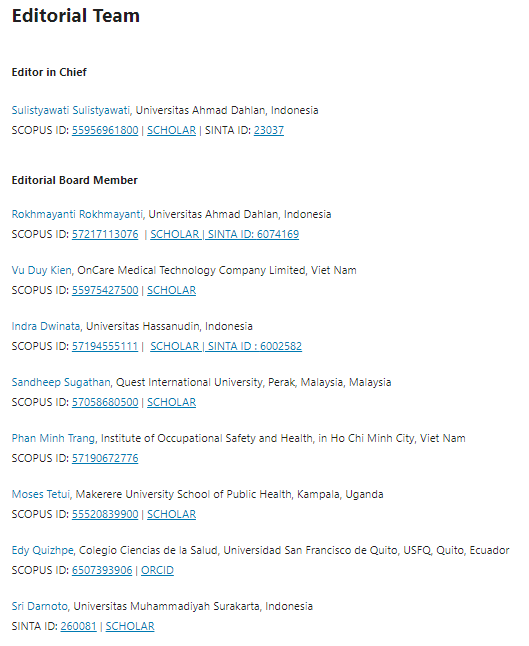 Editorial Team
Editor in Chief
Sulistyawati Sulistyawati, Universitas Ahmad Dahlan, Indonesia
SCOPUS ID: 55956961800 | SCHOLAR | SINTA ID: 23037
Editorial Board Member
Rokhmayanti Rokhmayanti, Universitas Ahmad Dahlan, Indonesia
SCOPUS ID: 57217113076 | SCHOLAR | SINTA ID: 6074169
Vu Duy Kien, OnCare Medical Technology Company Limited, Viet Nam
SCOPUS ID: 55975427500 | SCHOLAR
Indra Dwinata, Universitas Hassanudin, Indonesia
SCOPUS ID: 57194555111 | SCHOLAR | SINTA ID : 6002582
Sandheep Sugathan, Quest International University, Perak, Malaysia, Malaysia
SCOPUS ID: 57058680500 | SCHOLAR
Phan Minh Trang, Institute of Occupational Safety and Health, in Ho Chi Minh City, Viet Nam
SCOPUS ID: 57190672776
Moses Tetui, Makerere University School of Public Health, Kampala, Uganda
SCOPUS ID: 55520839900 | SCHOLAR
Edy Quizhpe, Colegio Ciencias de la Salud, Universidad San Francisco de Quito, USFQ, Quito, Ecuador
SCOPUS ID: 6507393906 | ORCID
Sri Darnoto, Universitas Muhammadiyah Surakarta, Indonesia
SINTA ID: 260081 | SCHOLAR